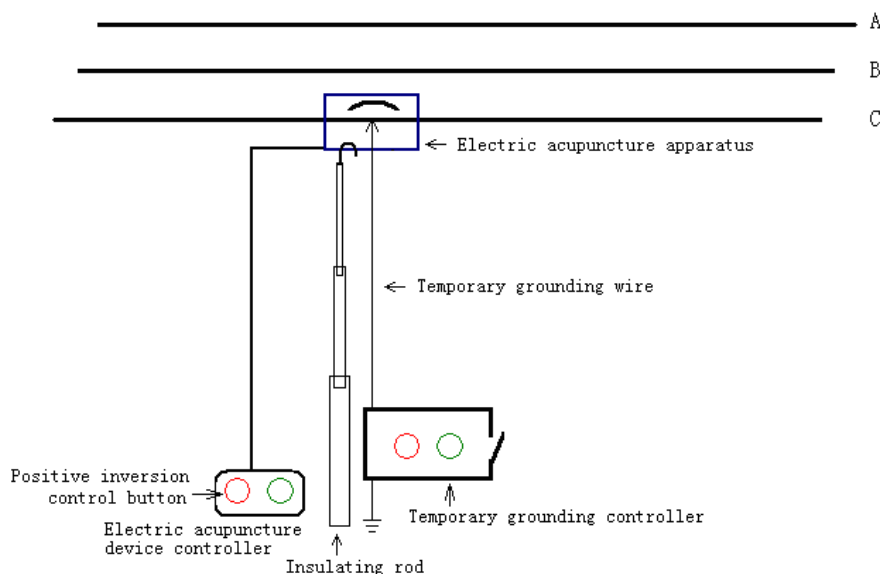 A
B
C
Electric acupuncture apparatus
Temporary grounding wire
Positive inversion
control button
Temporary grounding controller
Electric acupuncture
device controller
Insulating rod